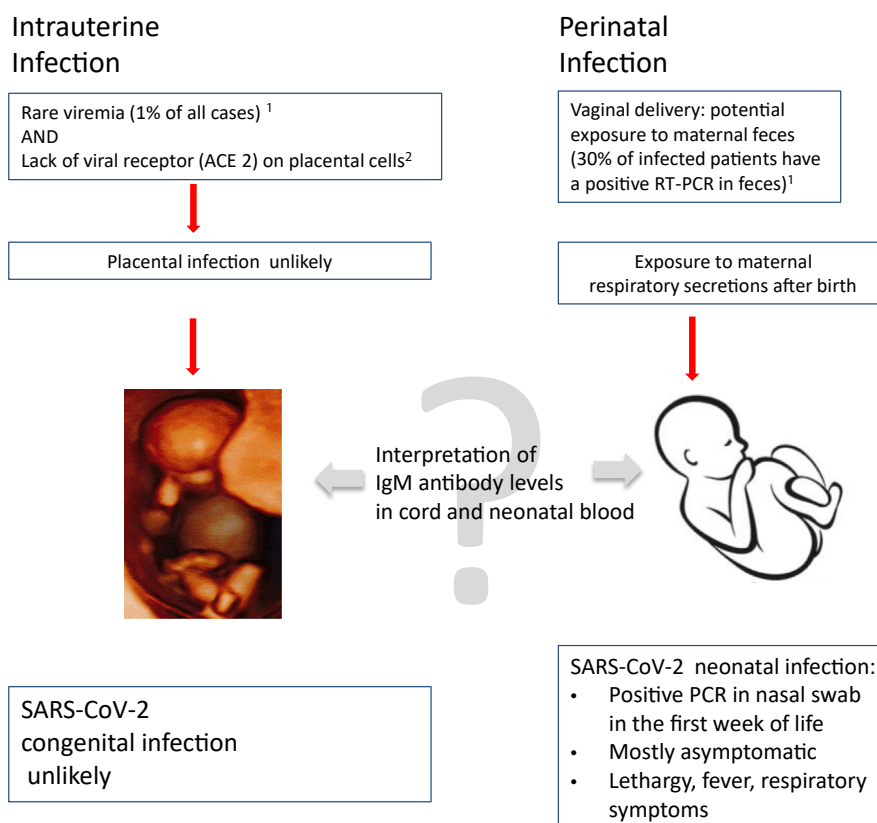 Intrauterine
Infection
Rare viremia (1% of all cases) 1
AND
Lack of viral receptor (ACE 2) on placental cells2
Placental infection unlikely
Perinatal
Infection
Vaginal delivery: potential
exposure to maternal feces
(30% of infected patients have
a positive RT-PCR in feces)1
Exposure to maternal
respiratory secretions after birth
?
Interpretation of
IgM antibody levels
in cord and neonatal blood
SARS-CoV-2
congenital infection
unlikely
SARS-CoV-2 neonatal infection:
• Positive PCR in nasal swab
in the first week of life
• Mostly asymptomatic
• Lethargy, fever, respiratory
symptoms